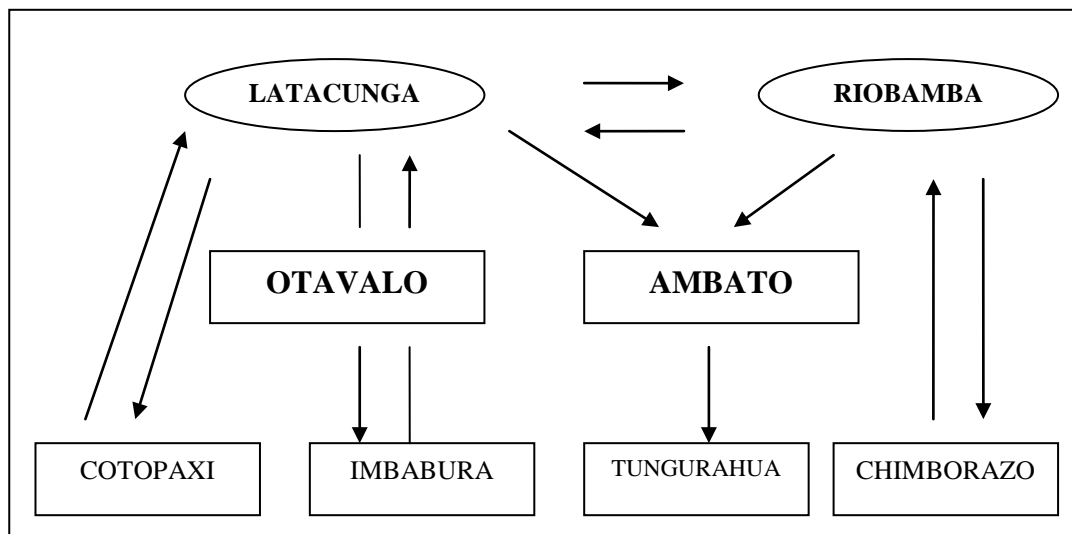 LATACUNGA
RIOBAMBA
OTAVALO
AMBATO
COTOPAXI
IMBABURA
TUNGURAHUA
CHIMBORAZO